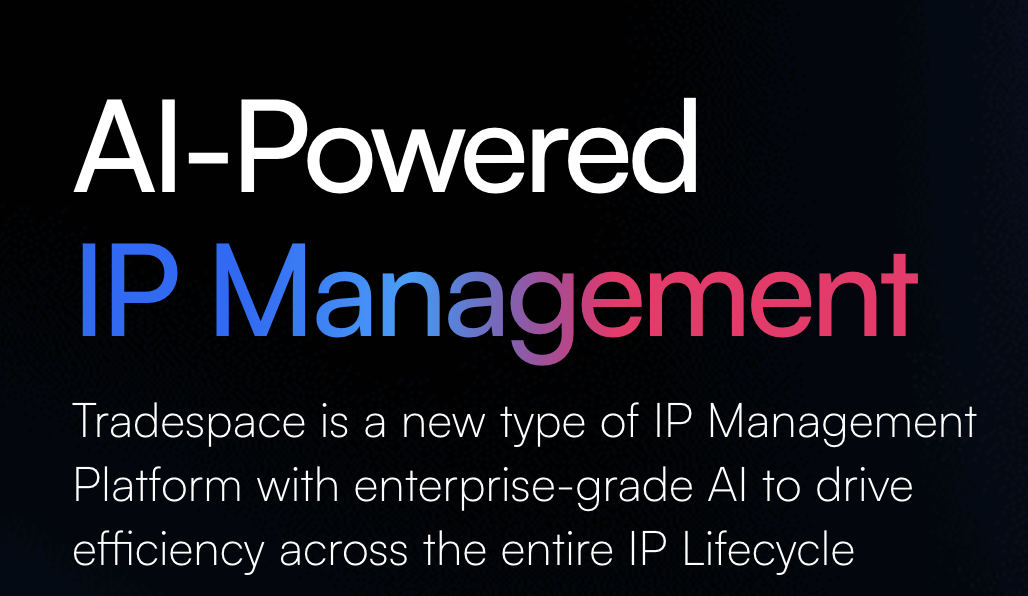 AI-Powered
IP Management
Tradespace is a new type of IP Management
Platform with enterprise-grade AI to drive
efficiency across the entire IP Lifecycle